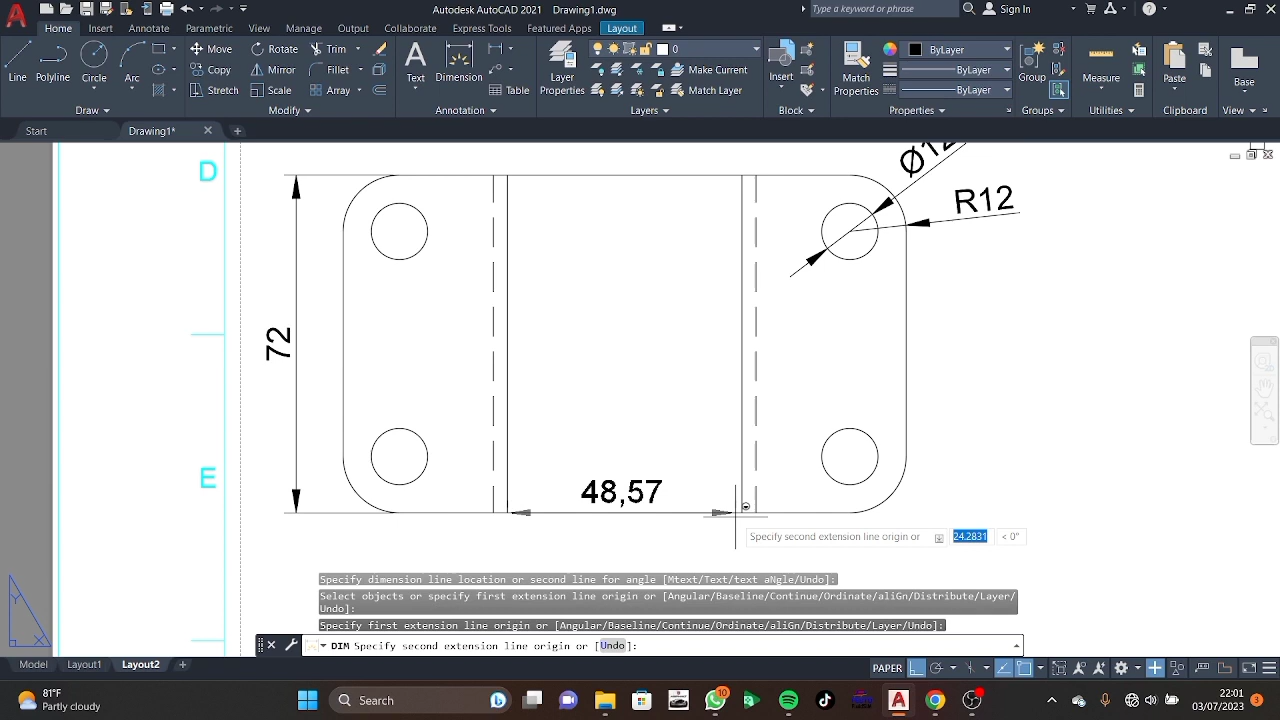 Autodesk AutoCAD 2021 Drawing1.dwg
Type a keyword or phrase
Sign In
Home Insert Annotate Parametric View Manage Output Collaborate Express Tools Featured Apps Layout
Line Polyline Circle Arc
Move Rotate Trim
Copy Mirror Fillet
Stretch Scale Array
Text Dimension
Table
Layer
Properties
0
Make Current
Match Layer
Insert
Match
Properties
ByLayer
ByLayer
ByLayer
Group
Measure
Paste
Base
Draw Modify Annotation Layers Block Properties Groups Utilities Clipboard View
Start Drawing1*
D
Ø12
R12
72
E
48,57
Specify second extension line origin or 24.2831 < 0°
Specify dimension line location or second line for angle [Mtext/Text/text aNgle/Undo]:
Select objects or specify first extension line origin or [Angular/Baseline/Continue/Ordinate/aliGn/Distribute/Layer/
Undo]:
Specify first extension line origin or [Angular/Baseline/Continue/Ordinate/aliGn/Distribute/Layer/Undo]:
DIM Specify second extension line origin or [Undo]:
Model Layout1 Layout2
PAPER
81°F
Partly cloudy
Search
10
22:01
03/07/2023
3